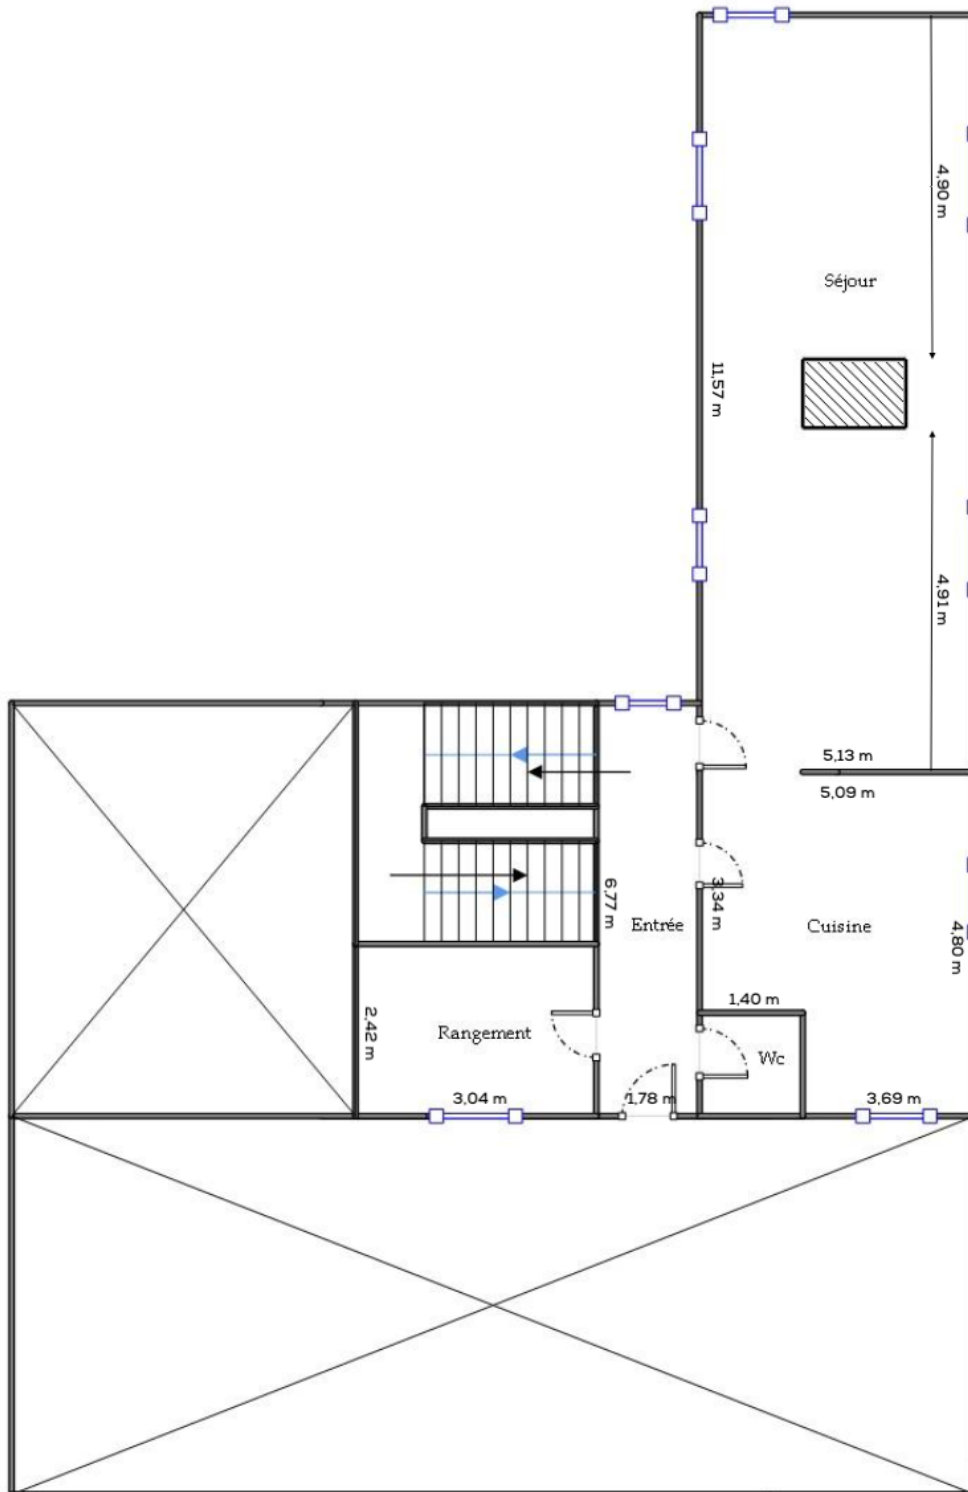 4,90 m
Séjour
11,57 m
4,91 m
5,13 m
5,09 m
6,77 m
3,34 m
Entrée
Cuisine
4,80 m
1,40 m
2,42 m
Rangement
Wc
3,04 m
1,78 m
3,69 m